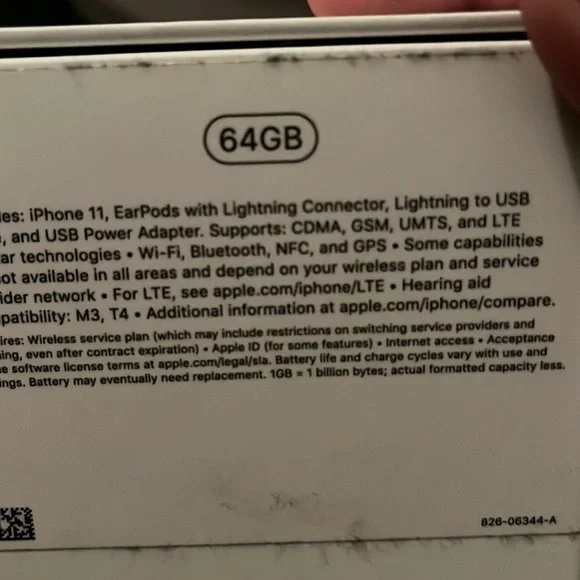 64GB
ies: iPhone 11, EarPods with Lightning Connector, Lightning to USB
, and USB Power Adapter. Supports: CDMA, GSM, UMTS, and LTE
ar technologies • Wi-Fi, Bluetooth, NFC, and GPS • Some capabilities
ot available in all areas and depend on your wireless plan and service
ider network • For LTE, see apple.com/iphone/LTE • Hearing aid
patibility: M3, T4 • Additional information at apple.com/iphone/compare.
ires: Wireless service plan (which may include restrictions on switching service providers and
ning, even after contract expiration) • Apple ID (for some features) • Internet access • Acceptance
e software license terms at apple.com/legal/sla. Battery life and charge cycles vary with use and
ngs. Battery may eventually need replacement. 1GB = 1 billion bytes; actual formatted capacity less.
826-06344-A